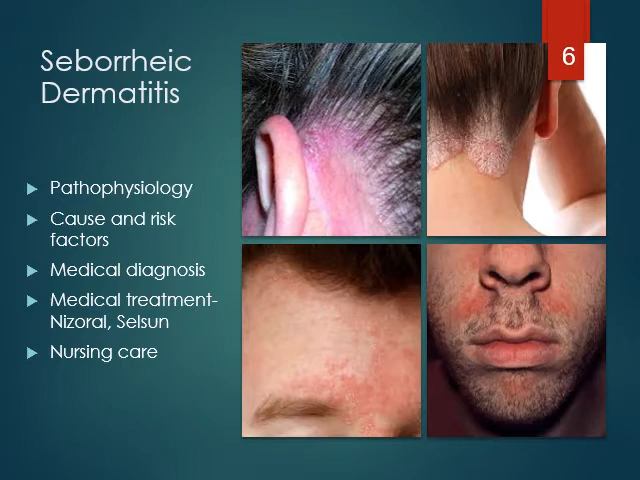 6
Seborrheic
Dermatitis
Pathophysiology
Cause and risk
factors
Medical diagnosis
Medical treatment-
Nizoral, Selsun
Nursing care